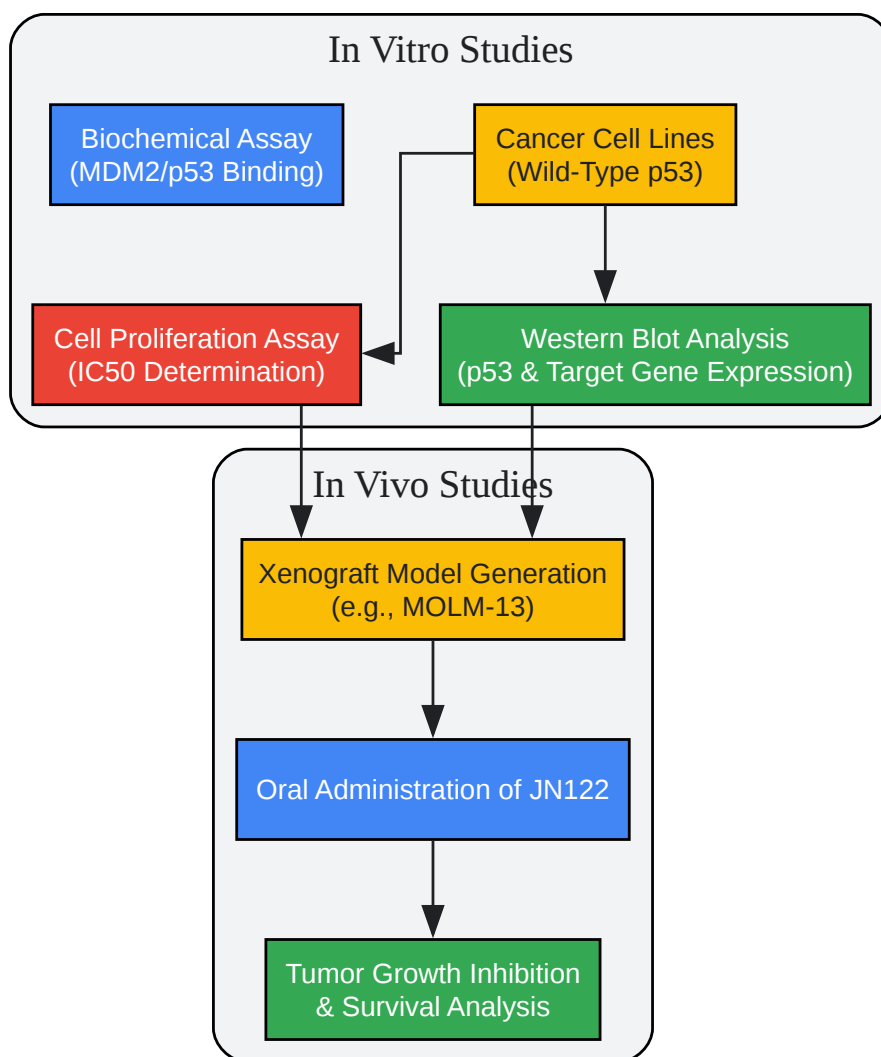 In Vitro Studies
Biochemical Assay
(MDM2/p53 Binding)
Cancer Cell Lines
(Wild-Type p53)
Cell Proliferation Assay
(IC50 Determination)
Western Blot Analysis
(p53 & Target Gene Expression)
In Vivo Studies
Xenograft Model Generation
(e.g., MOLM-13)
Oral Administration of JN122
Tumor Growth Inhibition
& Survival Analysis